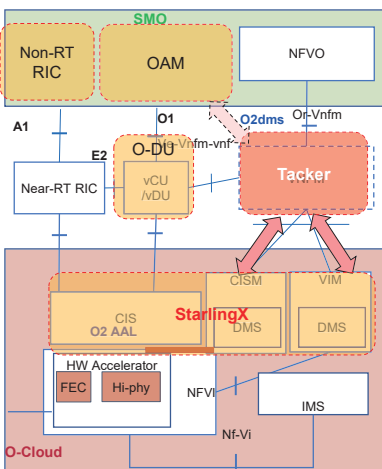 SMO
Non-RT
RIC
OAM
NFVO
A1
O1
O2dms
Or-Vnfm
Ve-Vnfm-vnf
E2
O-DU
Near-RT RIC
vCU
/vDU
Tacker
CISM
VIM
CIS
StarlingX
O2 AAL
DMS
DMS
HW Accelerator
FEC
Hi-phy
NFVI
IMS
O-Cloud
Nf-Vi